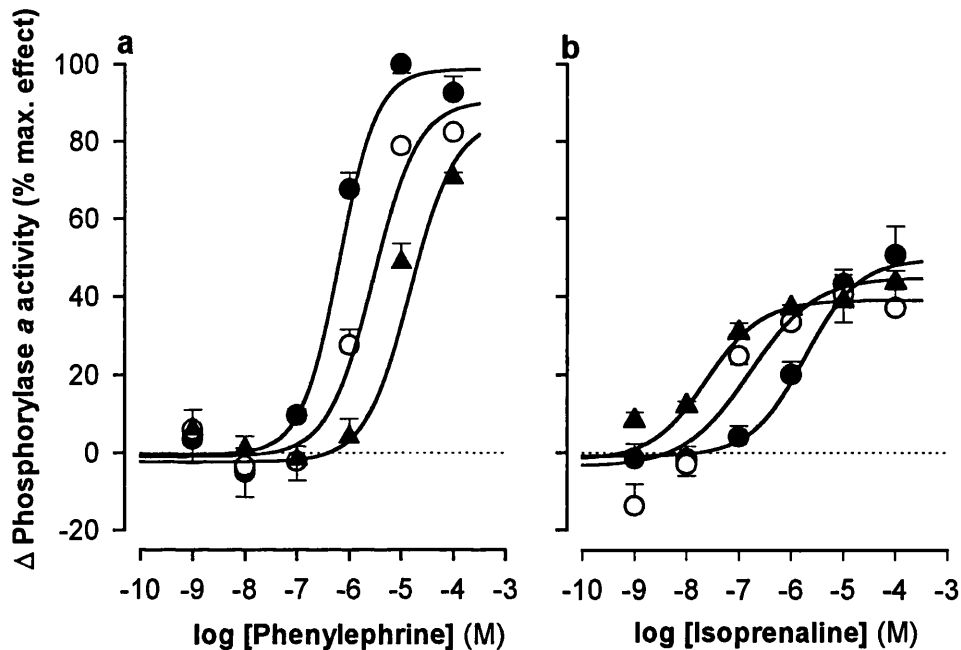 a
b
Δ Phosphorylase a activity (% max. effect)
100
80
60
40
20
0
-20
-10 -9 -8 -7 -6 -5 -4 -3
-10 -9 -8 -7 -6 -5 -4 -3
log [Phenylephrine] (M)
log [Isoprenaline] (M)